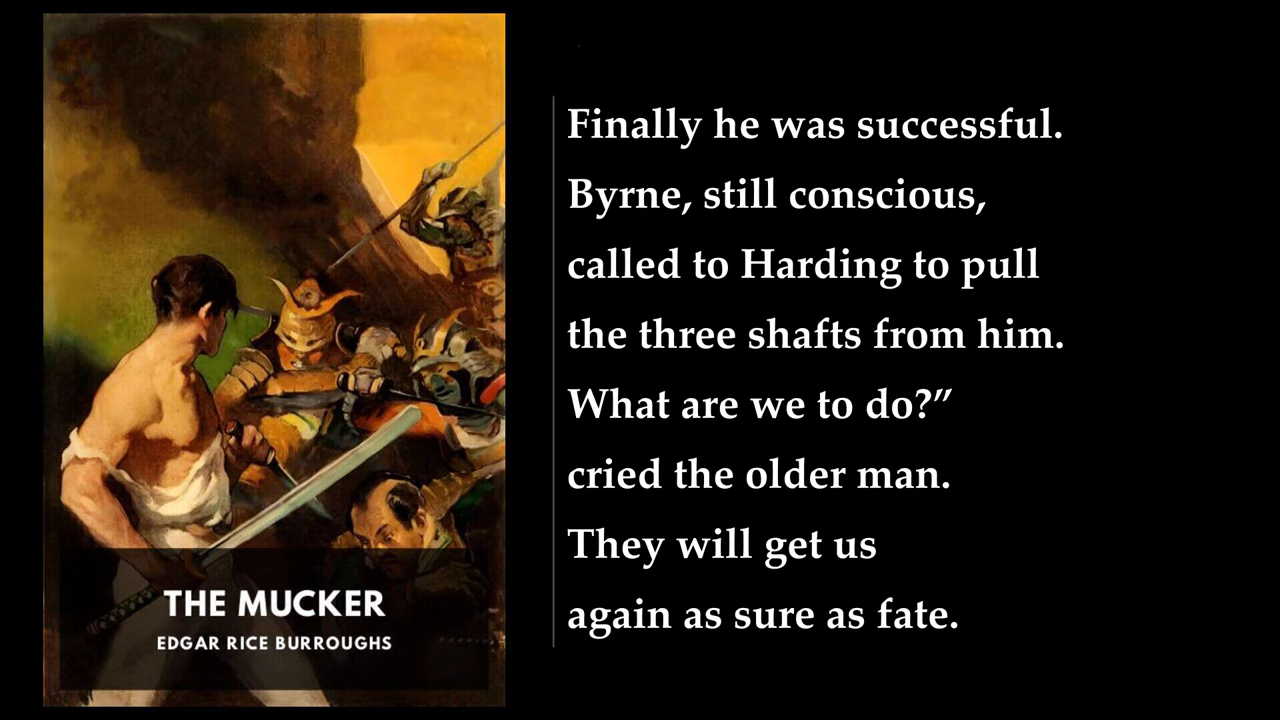 THE MUCKER
EDGAR RICE BURROUGHS
Finally he was successful.
Byrne, still conscious,
called to Harding to pull
the three shafts from him.
What are we to do?”
cried the older man.
They will get us
again as sure as fate.